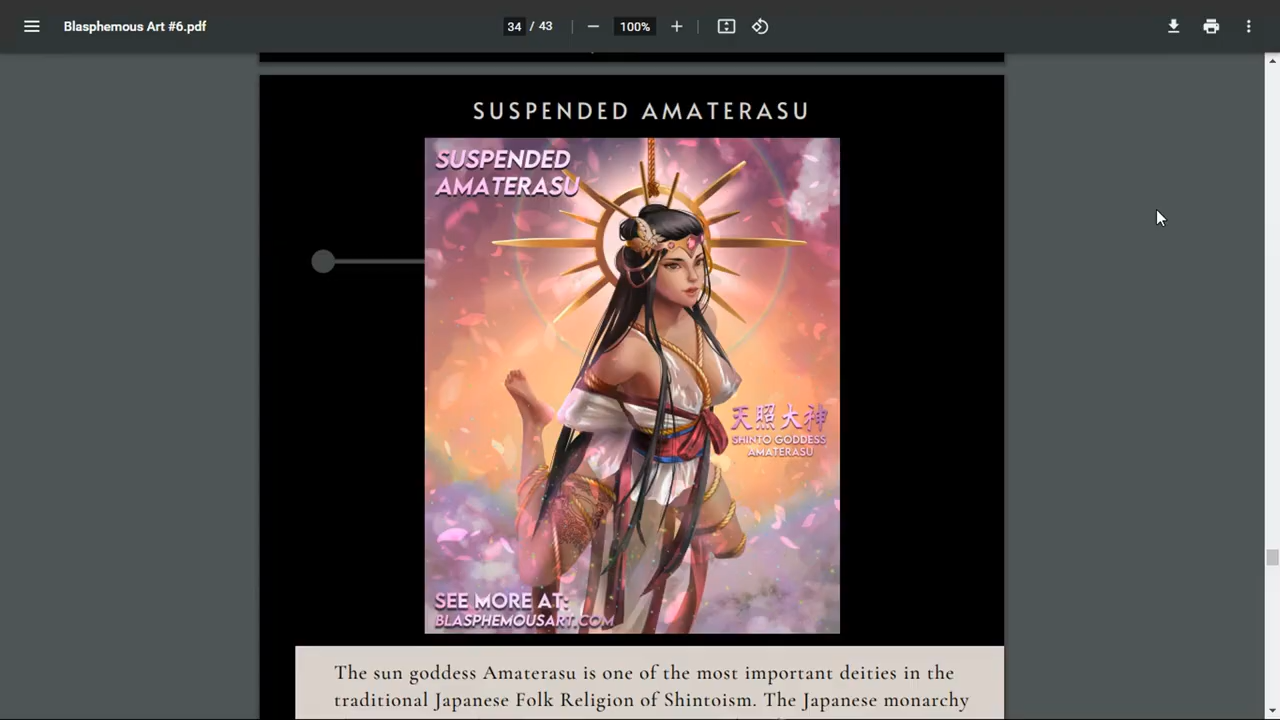 Blasphemous Art #6.pdf
34 / 43
100%
SUSPENDED AMATERASU
SUSPENDED
AMATERASU
天照大神
SHINTO GODDESS
AMATERASU
SEE MORE AT:
BLASPHEMOUSART.COM
The sun goddess Amaterasu is one of the most important deities in the
traditional Japanese Folk Religion of Shintoism. The Japanese monarchy